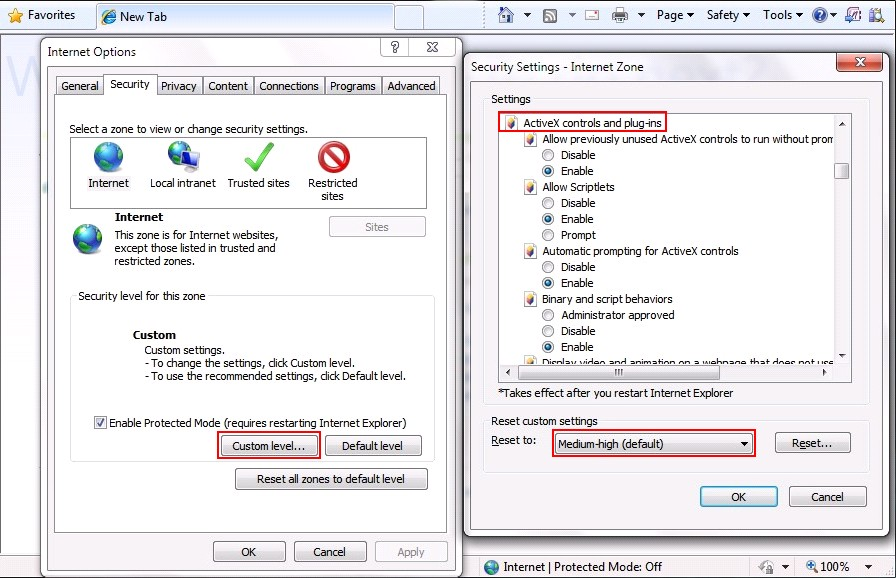 Favorites
New Tab
Page
Safety
Tools
Internet Options
General
Security
Privacy
Content
Connections
Programs
Advanced
Select a zone to view or change security settings.
Internet
Local intranet
Trusted sites
Restricted
sites
Internet
This zone is for Internet websites,
except those listed in trusted and
restricted zones.
Sites
Security level for this zone
Custom
Custom settings.
- To change the settings, click Custom level.
- To use the recommended settings, click Default level.
Enable Protected Mode (requires restarting Internet Explorer)
Custom level...
Default level
Reset all zones to default level
OK
Cancel
Apply
Security Settings - Internet Zone
Settings
ActiveX controls and plug-ins
Allow previously unused ActiveX controls to run without prom
Disable
Enable
Allow Scriptlets
Disable
Enable
Prompt
Automatic prompting for ActiveX controls
Disable
Enable
Binary and script behaviors
Administrator approved
Disable
Enable
Display video and animation on a webpage that does not use
*Takes effect after you restart Internet Explorer
Reset custom settings
Reset to:
Medium-high (default)
Reset...
OK
Cancel
Internet | Protected Mode: Off
100%